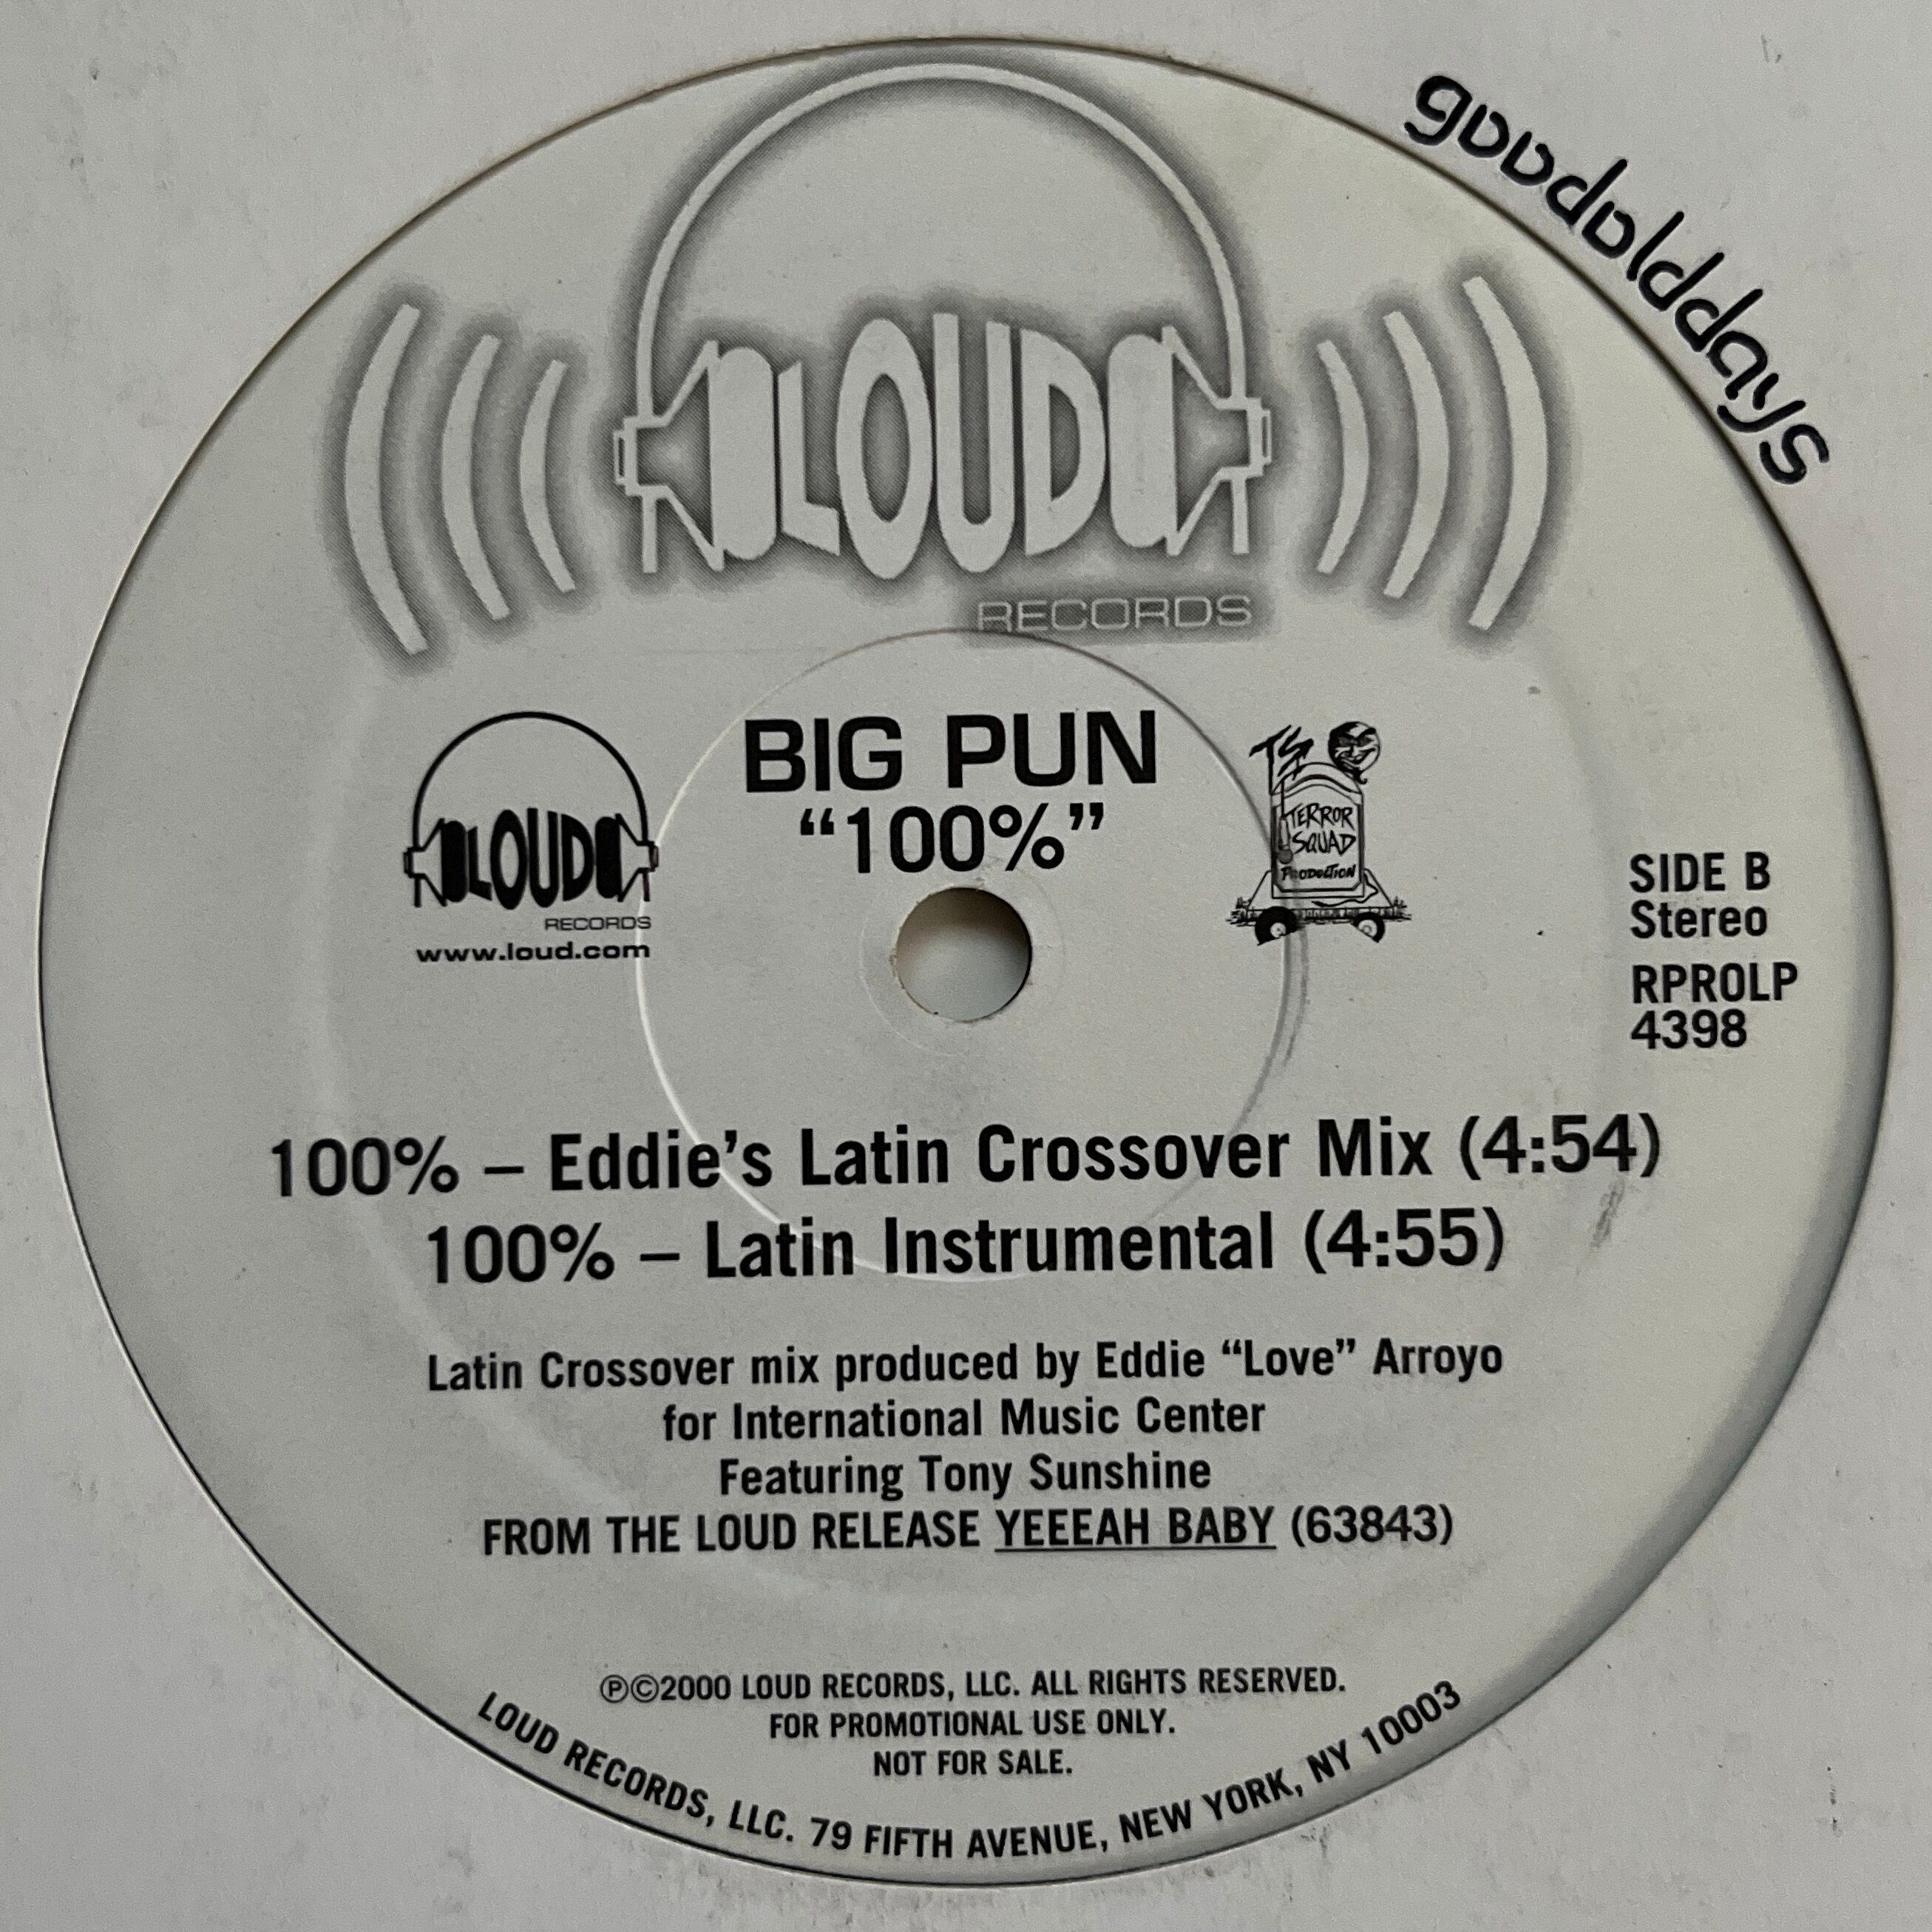 goodolddays
LOUD
RECORDS
BIG PUN
“100%”
LOUD
RECORDS
www.loud.com
TS
TERROR
SQUAD
PRODUCTION
SIDE B
Stereo
RPROLP
4398
100% – Eddie’s Latin Crossover Mix (4:54)
100% – Latin Instrumental (4:55)
Latin Crossover mix produced by Eddie “Love” Arroyo
for International Music Center
Featuring Tony Sunshine
FROM THE LOUD RELEASE YEEEAH BABY (63843)
℗©2000 LOUD RECORDS, LLC. ALL RIGHTS RESERVED.
FOR PROMOTIONAL USE ONLY.
NOT FOR SALE.
LOUD RECORDS, LLC. 79 FIFTH AVENUE, NEW YORK, NY 10003